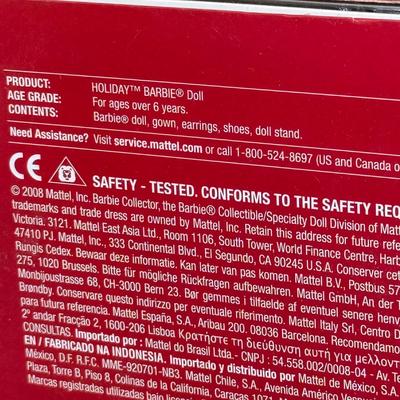 PRODUCT: HOLIDAY™ BARBIE® Doll
AGE GRADE: For ages over 6 years.
CONTENTS: Barbie® doll, gown, earrings, shoes, doll stand.
Need Assistance? Visit service.mattel.com or call 1-800-524-8697 (US and Canada o
CE SAFETY - TESTED. CONFORMS TO THE SAFETY REQ
© 2008 Mattel, Inc. Barbie Collector, the Barbie® Collectible/Specialty Doll Division of Matt
trademarks and trade dress are owned by Mattel, Inc. Retain this address for future refe
Victoria. 3121. Mattel East Asia Ltd., Room 1106, South Tower, World Finance Centre, Harb
47410 P.J. Mattel, Inc., 333 Continental Blvd., El Segundo, CA 90245 U.S.A. Conserver cet
Rungis Cedex. Bewaar deze informatie. Kan later van pas komen. Mattel B.V., Postbus 57
275, 1020 Brussels. Bitte für mögliche Rückfragen aufbewahren. Mattel GmbH, An der T
Monbijoustrasse 68, CH-3000 Bern 23. Bør gemmes i tilfælde af eventuel senere henv
Brøndby. Conservare questo indirizzo per eventuale riferimento. Mattel Italy Srl, Centro D
para futura referencia. Mattel España, S.A., Aribau 200. 08036 Barcelona. Recomendamo
2º andar Fracção 2, 1600-206 Lisboa Κρατήστε τη διεύθυνση αυτή για μελλοντ
CONSULTAS. Importado por: Mattel do Brasil Ltda.- CNPJ : 54.558.002/0008-04 - Av
EN / FABRICADO NA INDONESIA. Importado y distribuido por Mattel de M
México, D.F. R.F.C. MME-920701-NB3. Mattel Chile, S.A., Avenida Américo Vespuc
Plaza, Torre B, Piso 8, Colinas de la California, Caracas 1071. Mattel
Marcas registradas utilizadas bajo licenc